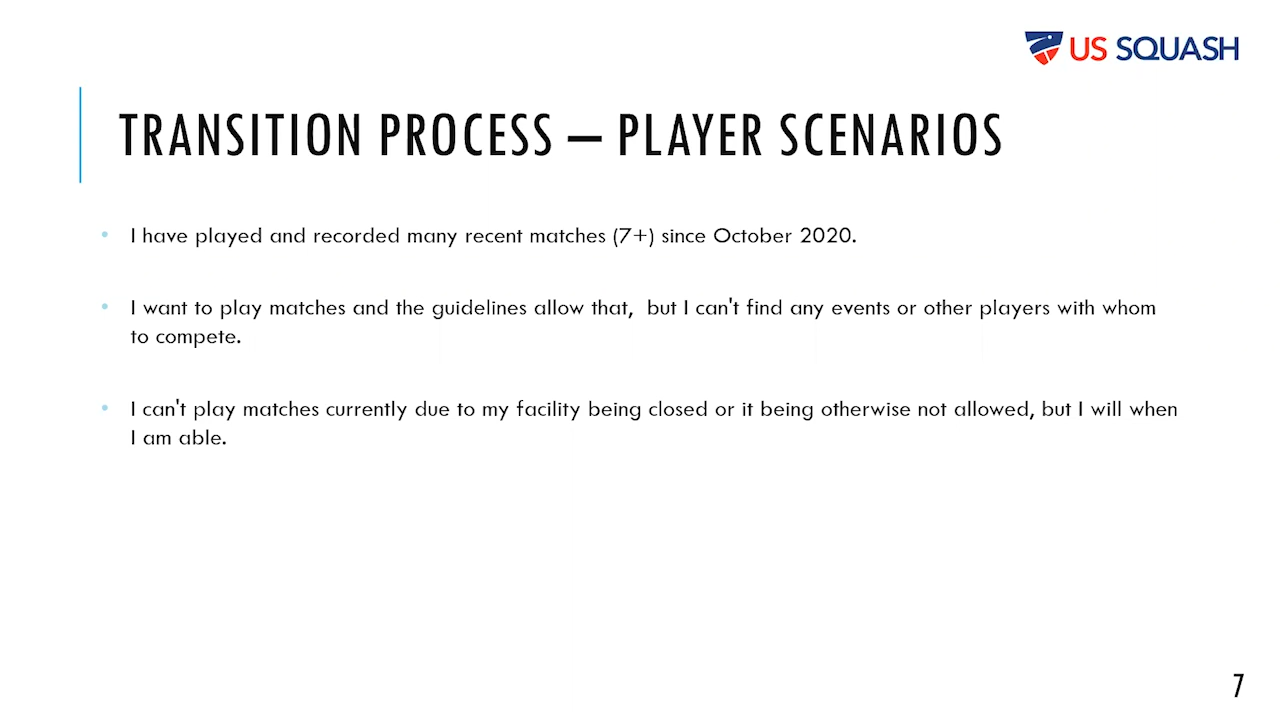 US SQUASH
TRANSITION PROCESS – PLAYER SCENARIOS
• I have played and recorded many recent matches (7+) since October 2020.
• I want to play matches and the guidelines allow that,  but I can't find any events or other players with whom
to compete.
• I can't play matches currently due to my facility being closed or it being otherwise not allowed, but I will when
I am able.
7